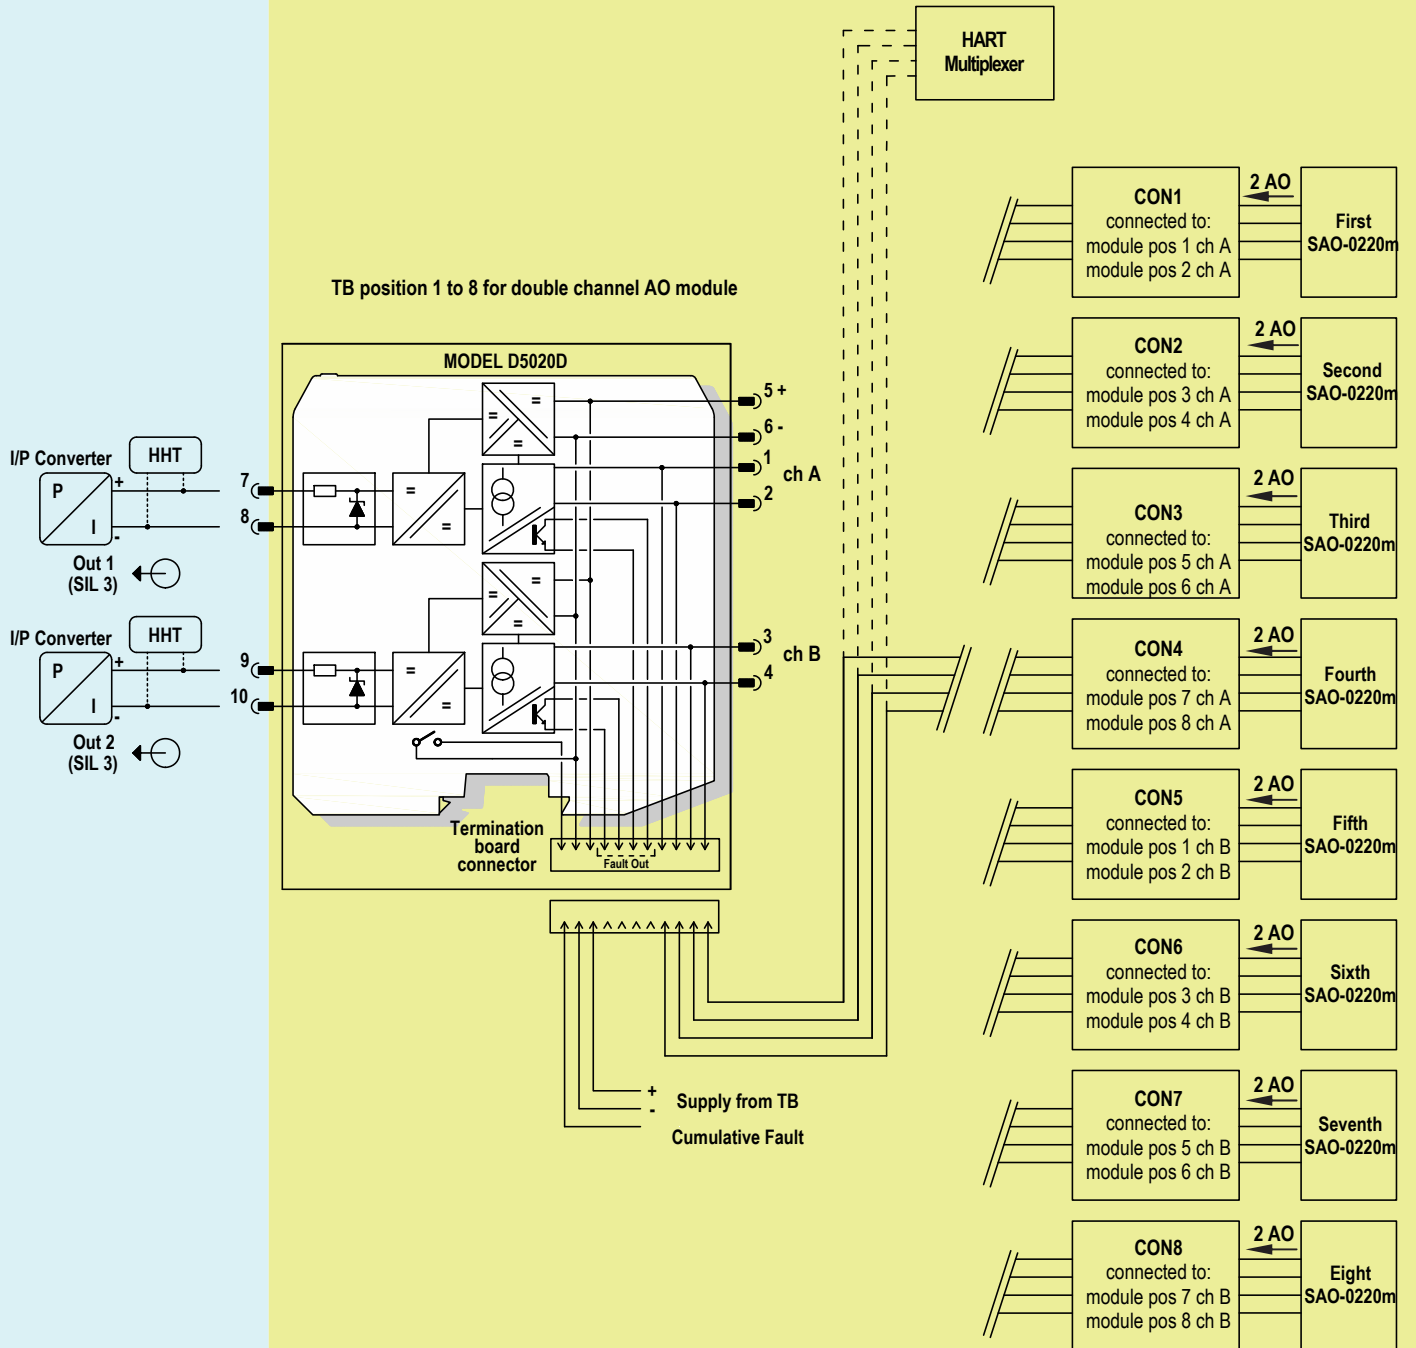 HART
Multiplexer
TB position 1 to 8 for double channel AO module
MODEL D5020D
5 +
6 -
1
ch A
2
3
ch B
4
I/P Converter
HHT
P
I
+
-
7
8
Out 1
(SIL 3)
I/P Converter
HHT
P
I
+
-
9
10
Out 2
(SIL 3)
=
=
=
=
=
=
=
=
=
=
Termination
board
connector
Fault Out
+
-
Supply from TB
Cumulative Fault
CON1
connected to:
module pos 1 ch A
module pos 2 ch A
2 AO
First
SAO-0220m
CON2
connected to:
module pos 3 ch A
module pos 4 ch A
2 AO
Second
SAO-0220m
CON3
connected to:
module pos 5 ch A
module pos 6 ch A
2 AO
Third
SAO-0220m
CON4
connected to:
module pos 7 ch A
module pos 8 ch A
2 AO
Fourth
SAO-0220m
CON5
connected to:
module pos 1 ch B
module pos 2 ch B
2 AO
Fifth
SAO-0220m
CON6
connected to:
module pos 3 ch B
module pos 4 ch B
2 AO
Sixth
SAO-0220m
CON7
connected to:
module pos 5 ch B
module pos 6 ch B
2 AO
Seventh
SAO-0220m
CON8
connected to:
module pos 7 ch B
module pos 8 ch B
2 AO
Eight
SAO-0220m